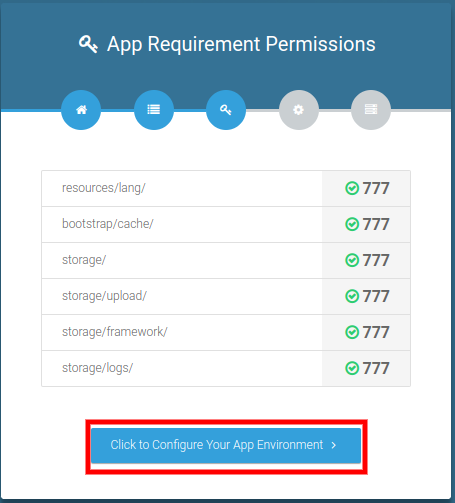 App Requirement Permissions
resources/lang/ 777
bootstrap/cache/ 777
storage/ 777
storage/upload/ 777
storage/framework/ 777
storage/logs/ 777
Click to Configure Your App Environment